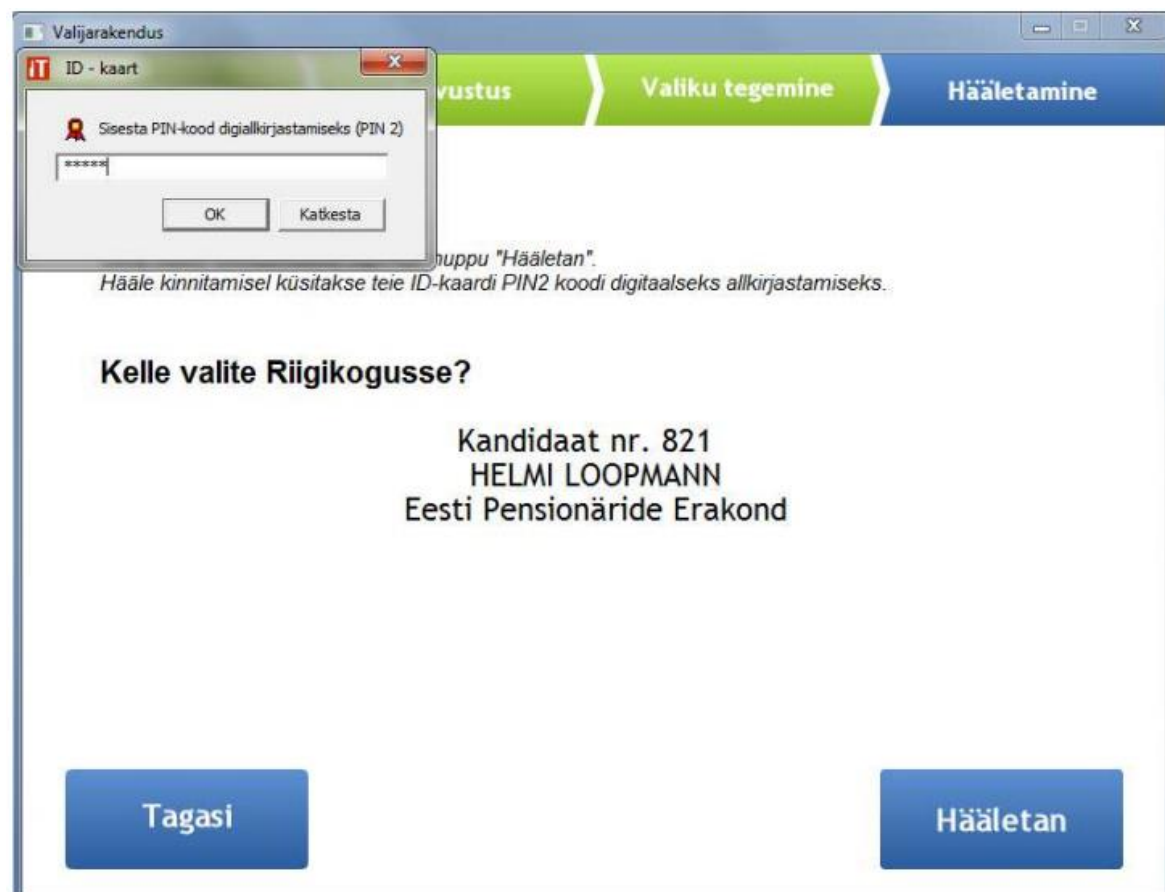 Valijarakendus
ID - kaart
Sisesta PIN-kood digiallkirjastamiseks (PIN 2)
*****
OK
Katkesta
vustus
Valiku tegemine
Hääletamine
"Hääletan".
Hääle kinnitamisel küsitakse teie ID-kaardi PIN2 koodi digitaalseks allkirjastamiseks.
Kelle valite Riigikogusse?
Kandidaat nr. 821
HELMI LOOPMANN
Eesti Pensionäride Erakond
Tagasi
Hääletan